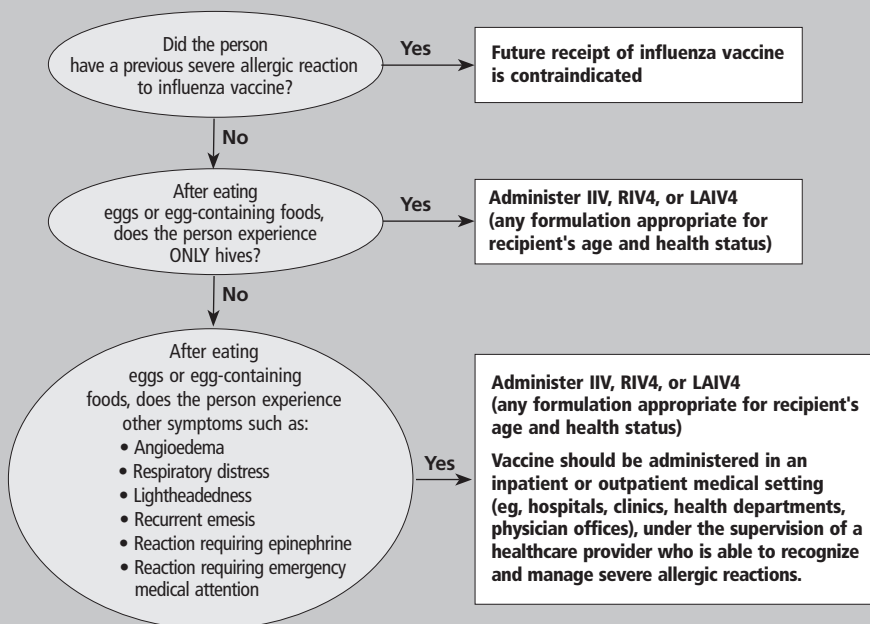 Did the person
have a previous severe allergic reaction
to influenza vaccine?
Yes
Future receipt of influenza vaccine
is contraindicated
No
After eating
eggs or egg-containing foods,
does the person experience
ONLY hives?
Yes
Administer IIV, RIV4, or LAIV4
(any formulation appropriate for
recipient's age and health status)
No
After eating
eggs or egg-containing
foods, does the person experience
other symptoms such as:
• Angioedema
• Respiratory distress
• Lightheadedness
• Recurrent emesis
• Reaction requiring epinephrine
• Reaction requiring emergency
medical attention
Yes
Administer IIV, RIV4, or LAIV4
(any formulation appropriate for recipient's
age and health status)
Vaccine should be administered in an
inpatient or outpatient medical setting
(eg, hospitals, clinics, health departments,
physician offices), under the supervision of a
healthcare provider who is able to recognize
and manage severe allergic reactions.